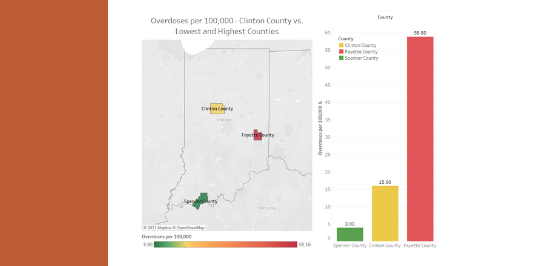 Overdoses per 100,000 - Clinton County vs.
Lowest and Highest Counties
Clinton County
Fayette County
Spencer County
© 2021 Mapbox © OpenStreetMap
Overdoses per 100,000
3.90
59.16
County
County
Clinton County
Fayette County
Spencer County
Overdoses per 100,000
60
55
50
45
40
35
30
25
20
15
10
5
0
3.90
15.90
Spencer County
Clinton County
Fayette County